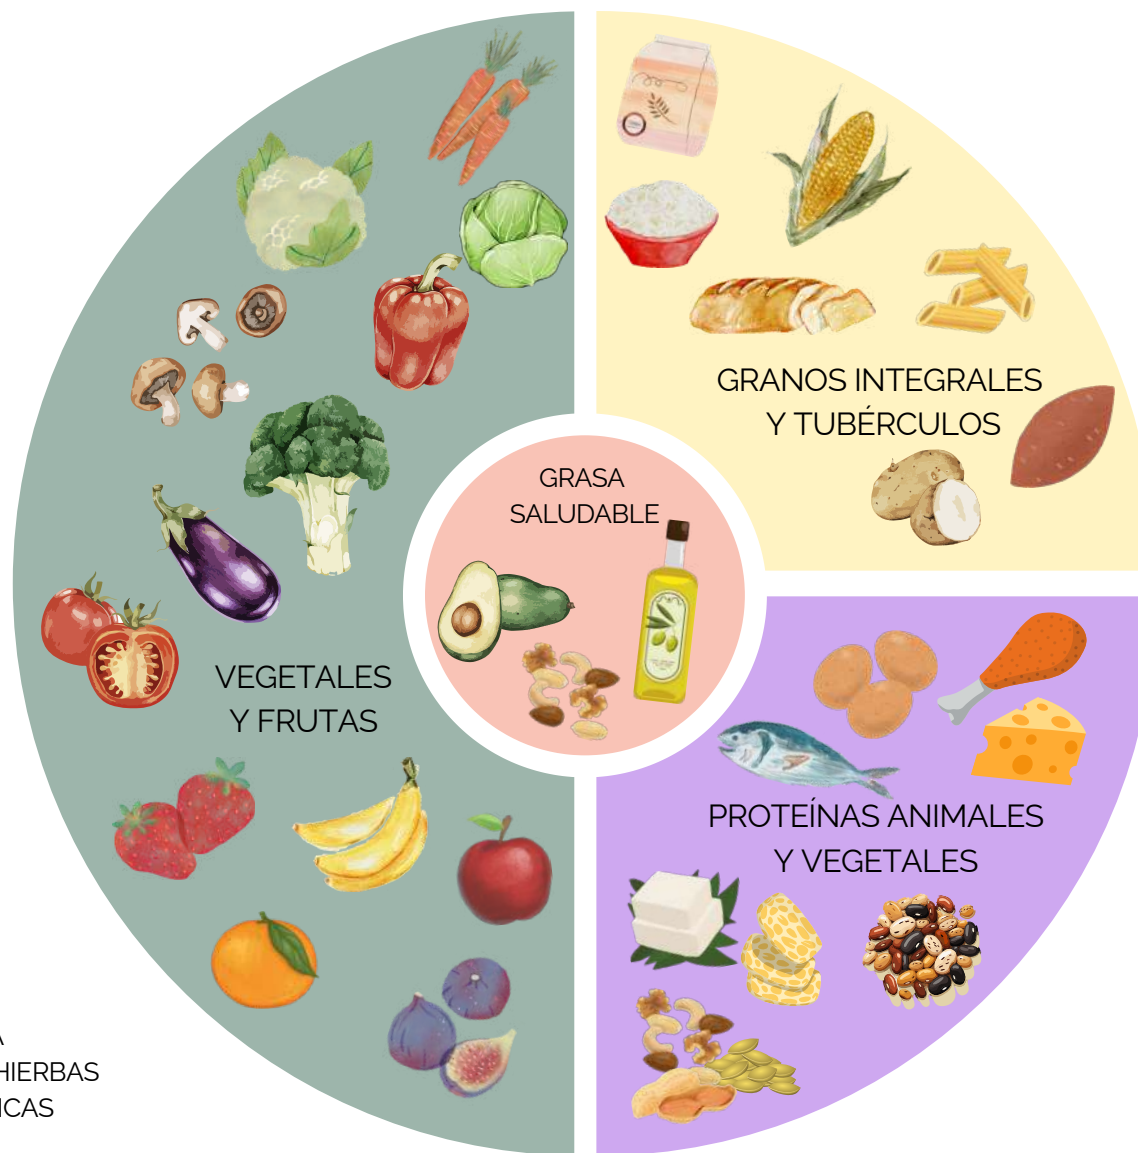 GRANOS INTEGRALES
Y TUBÉRCULOS
GRASA
SALUDABLE
VEGETALES
Y FRUTAS
PROTEÍNAS ANIMALES
Y VEGETALES
HIERBAS